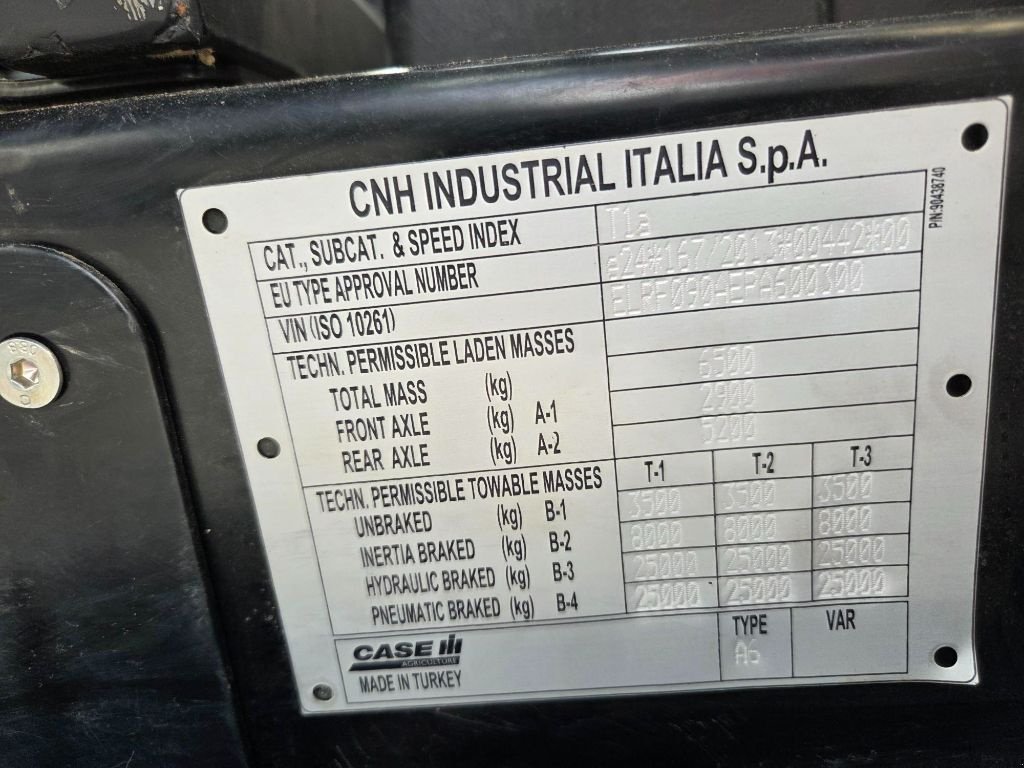 CNH INDUSTRIAL ITALIA S.p.A.
P/N:90438740
CAT., SUBCAT. & SPEED INDEX T1a
EU TYPE APPROVAL NUMBER e24*167/2013*00442*00
VIN (ISO 10261) ELRF090AEPA600300
TECHN. PERMISSIBLE LADEN MASSES
TOTAL MASS (kg) 6500
FRONT AXLE (kg) A-1 2900
REAR AXLE (kg) A-2 5200
TECHN. PERMISSIBLE TOWABLE MASSES T-1 T-2 T-3
UNBRAKED (kg) B-1 3500 3500 3500
INERTIA BRAKED (kg) B-2 8000 8000 8000
HYDRAULIC BRAKED (kg) B-3 25000 25000 25000
PNEUMATIC BRAKED (kg) B-4 25000 25000 25000
CASE IH
AGRICULTURE
MADE IN TURKEY
TYPE VAR
A6